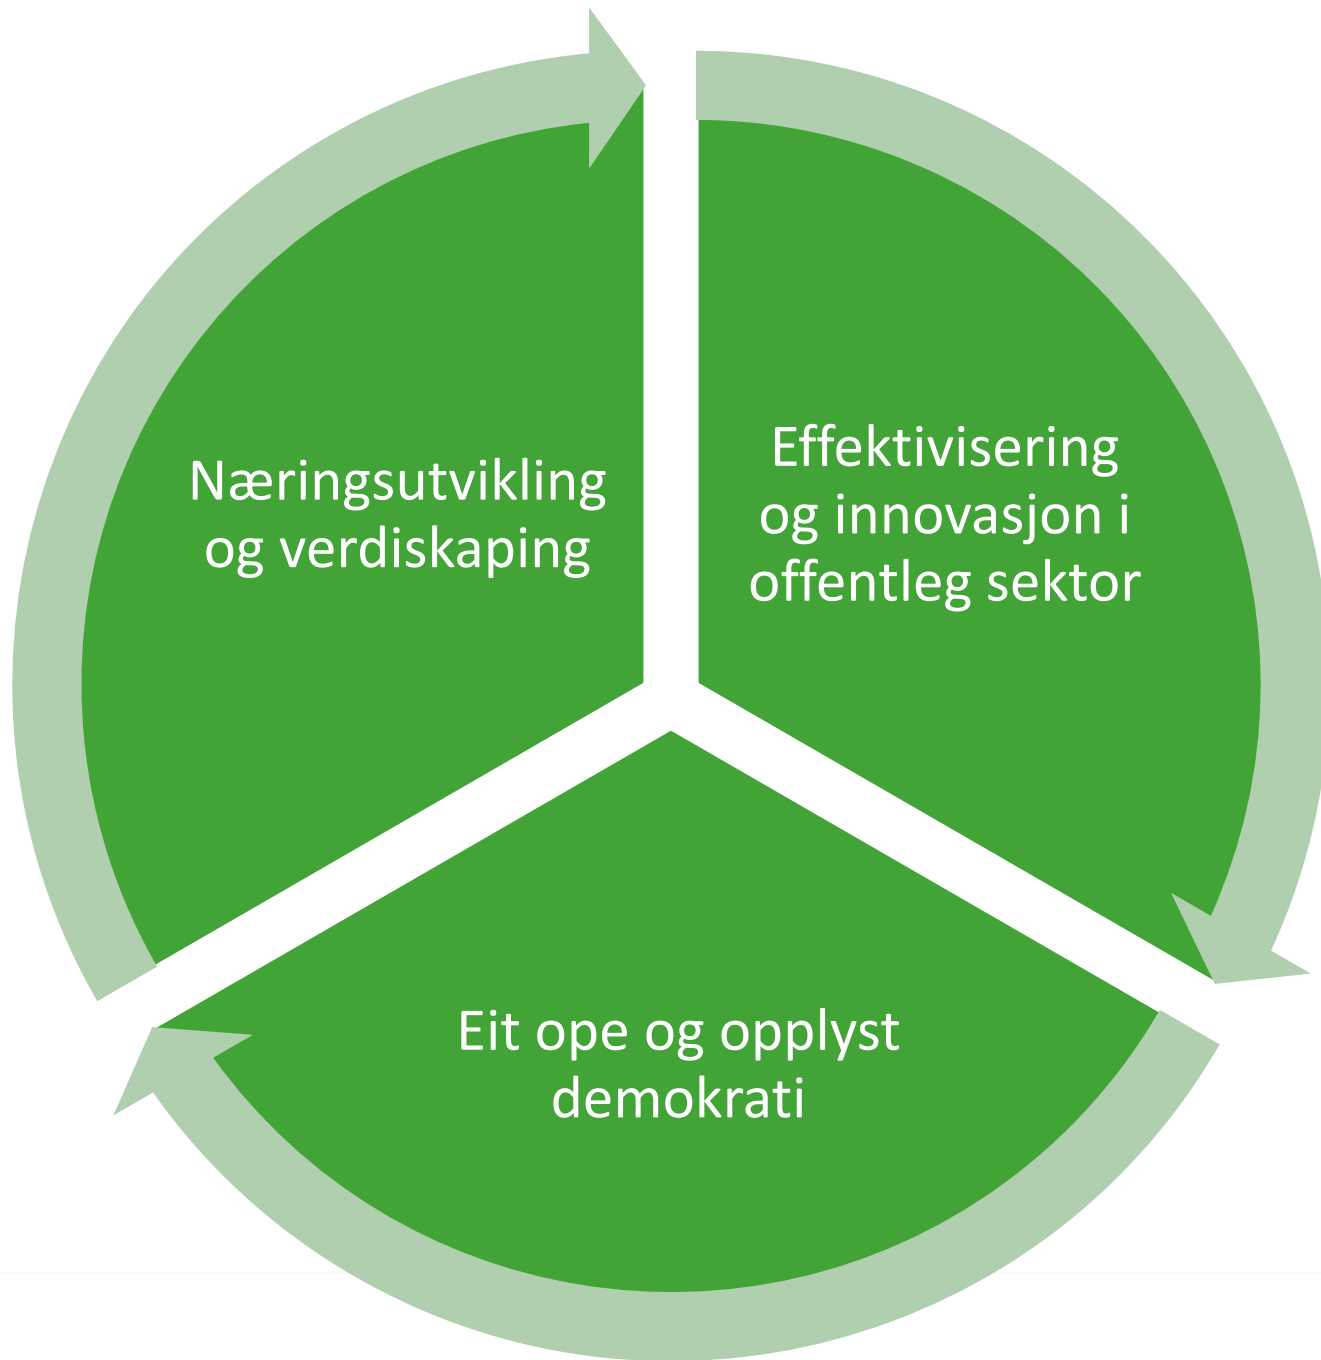 Næringsutvikling
og verdiskaping
Effektivisering
og innovasjon i
offentleg sektor
Eit ope og opplyst
demokrati